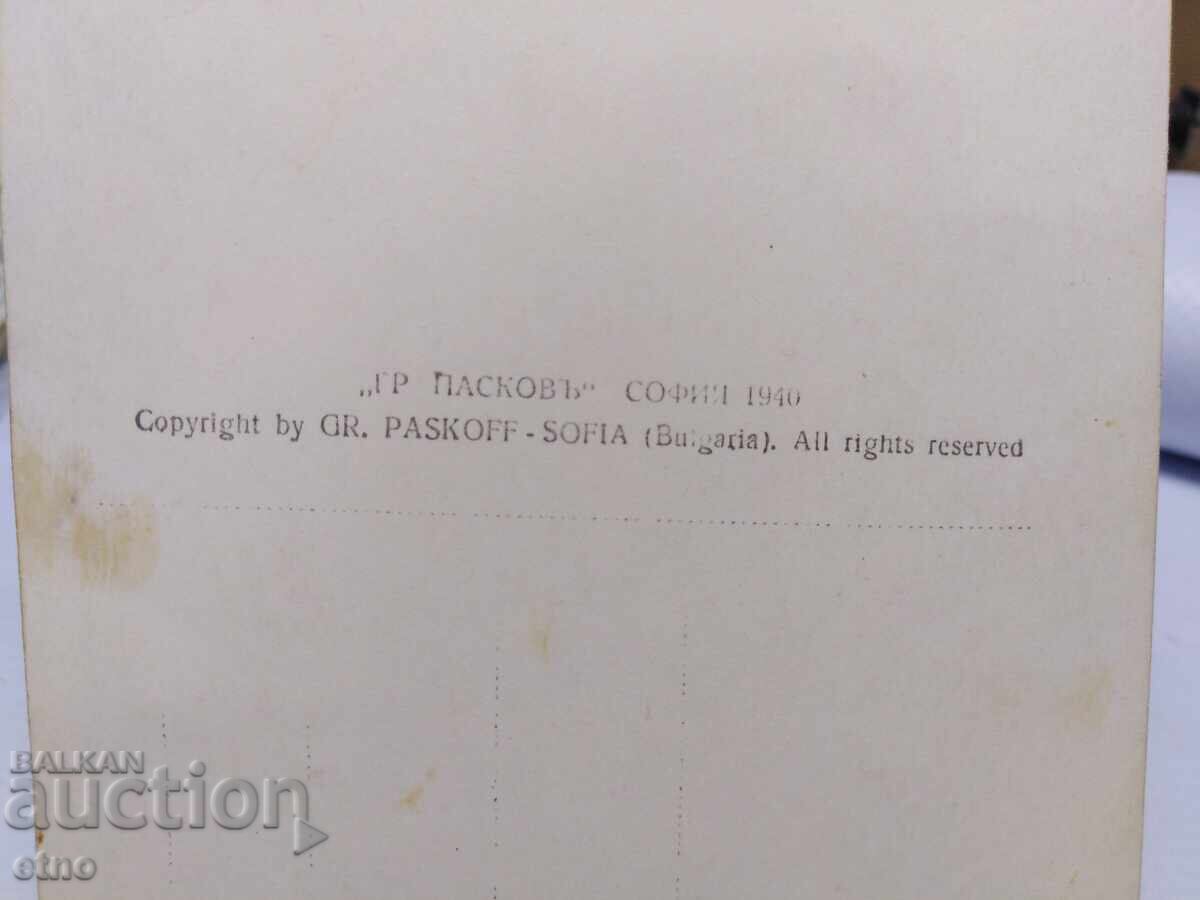 „ГР ПАСКОВЪ“ СОФИЯ 1940
Copyright by GR. PASKOFF - SOFIA (Bulgaria). All rights reserved
BALKAN
auction
etno